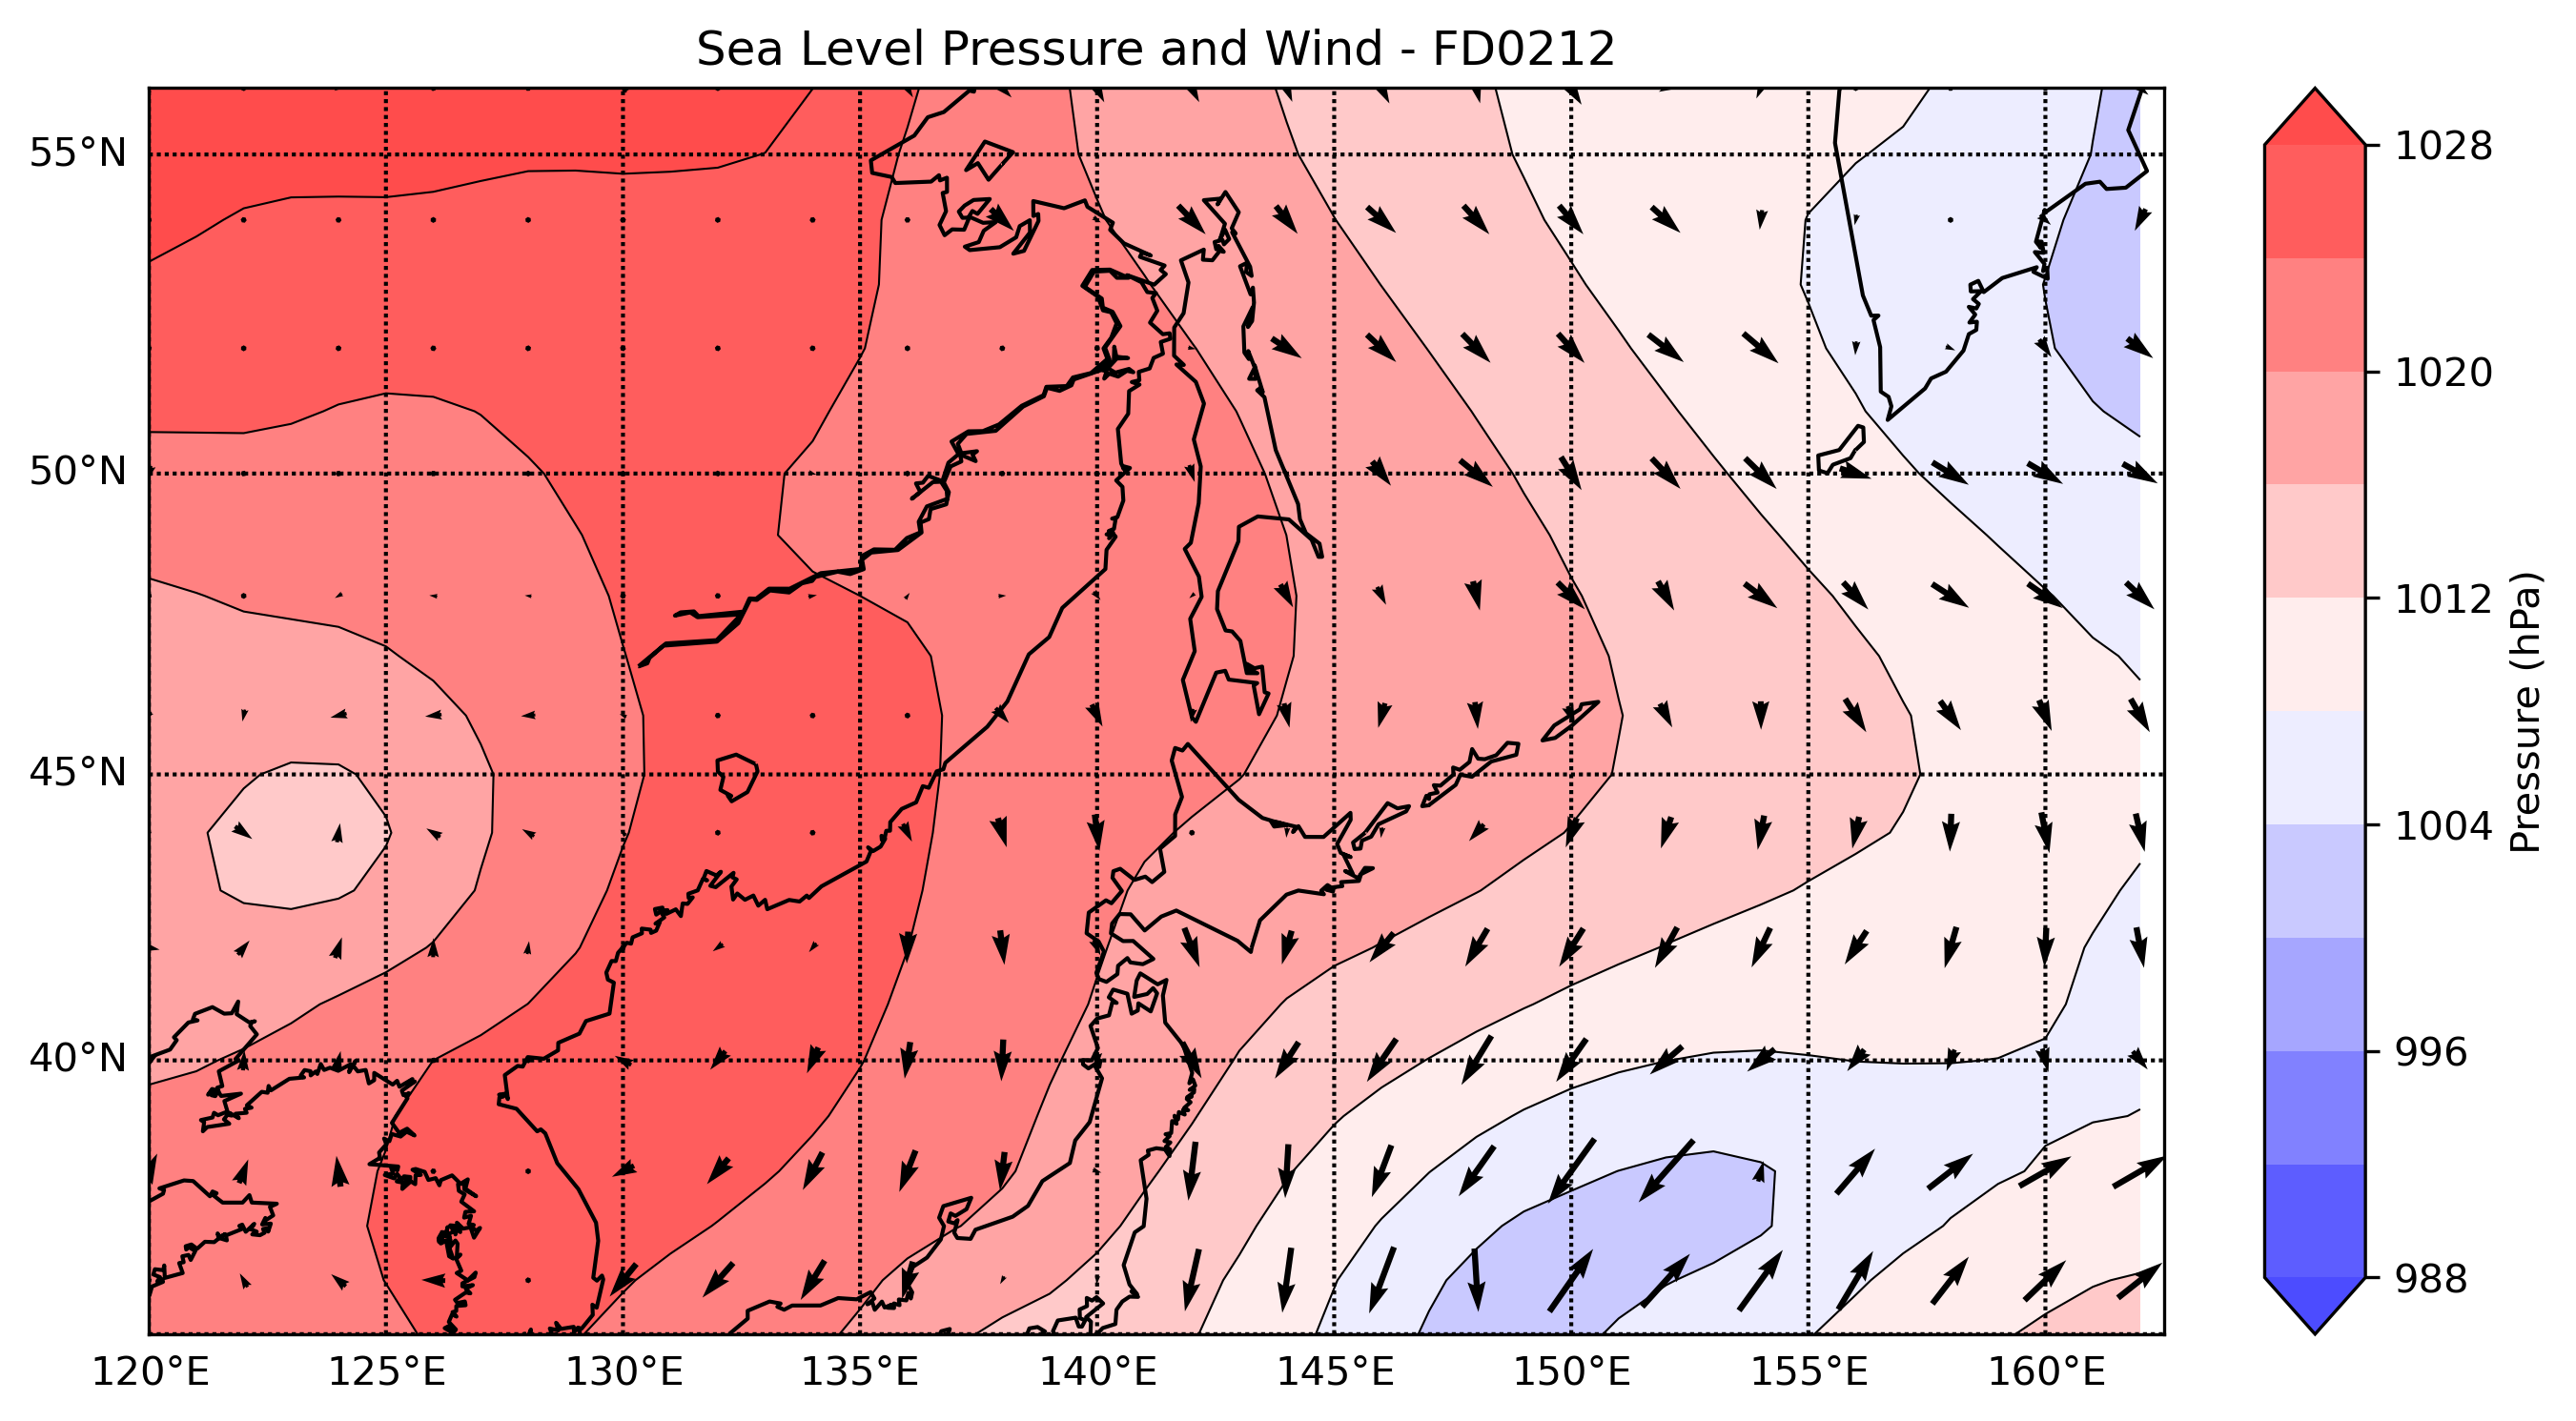 Sea Level Pressure and Wind - FD0212
55°N
50°N
45°N
40°N
120°E
125°E
130°E
135°E
140°E
145°E
150°E
155°E
160°E
1028
1020
1012
1004
996
988
Pressure (hPa)